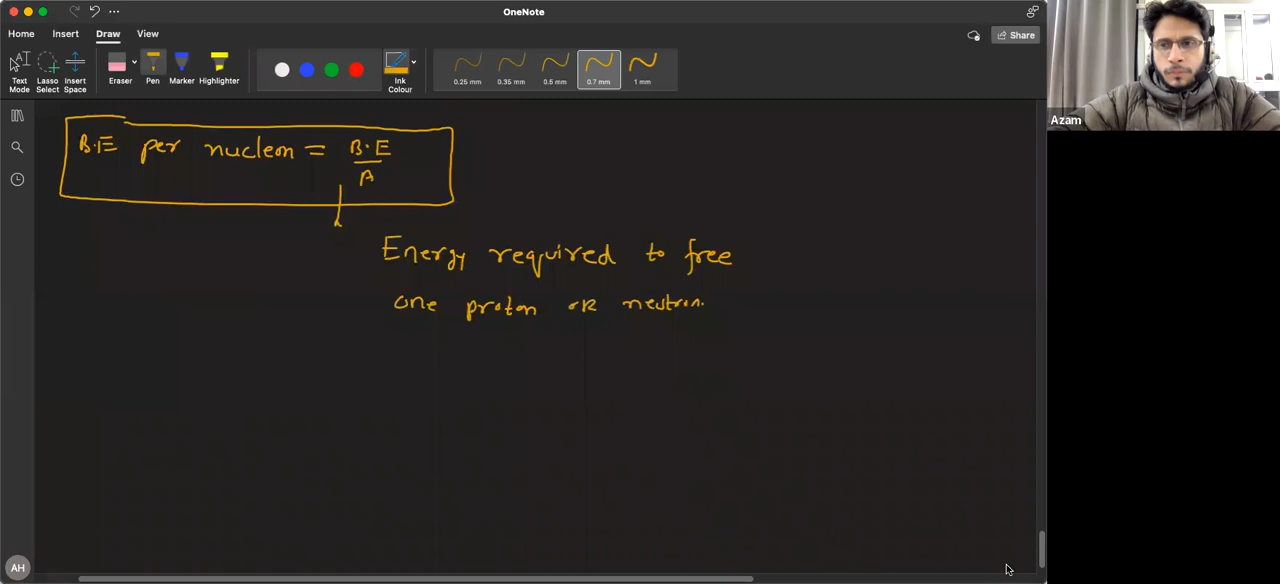 OneNote
Home Insert Draw View
Share
Text Mode
Lasso Select
Insert Space
Eraser
Pen
Marker
Highlighter
Ink Colour
0.25 mm
0.35 mm
0.5 mm
0.7 mm
1 mm
Azam
B.E per nucleon = B.E
A
Energy required to free
one proton OR neutron.
AH